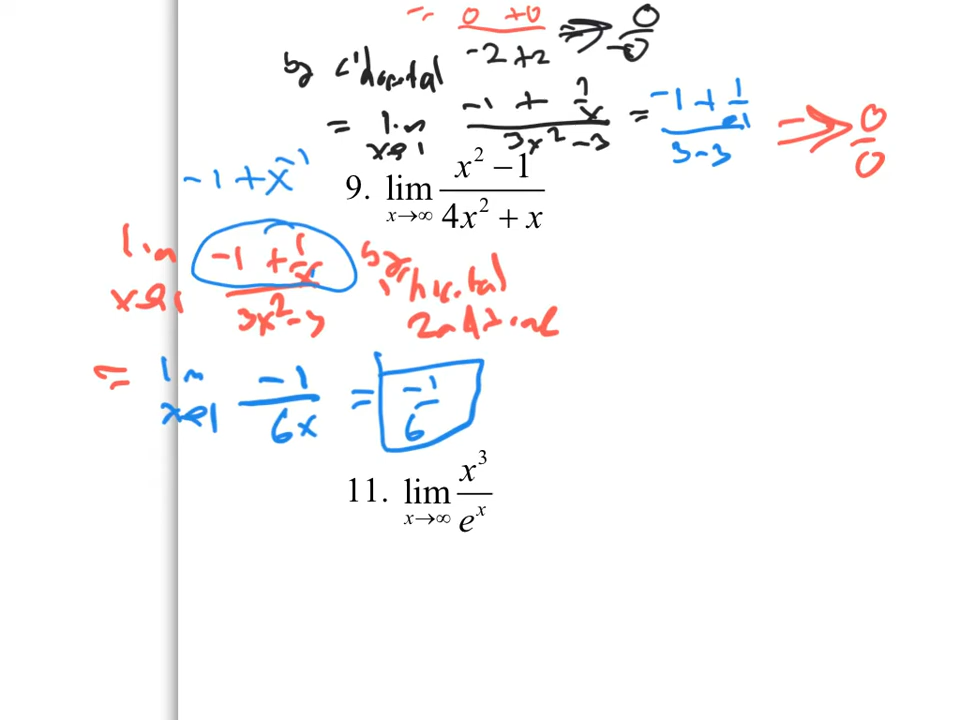 = 0 + 0 / -2 + 2 ⇒ 0 / -0
by L'Hopital
= lim x→1 -1 + 1/x / 3x² - 3 = -1 + 1/1 / 3 - 3 ⇒ 0/0
-1 + x⁻¹
9. lim x→∞ x² − 1 / 4x² + x
lim x→1 -1 + 1/x / 3x² - 3 by L'hopital
2nd time
= lim x→1 -1 / 6x = -1/6
11. lim x→∞ x³ / eˣ